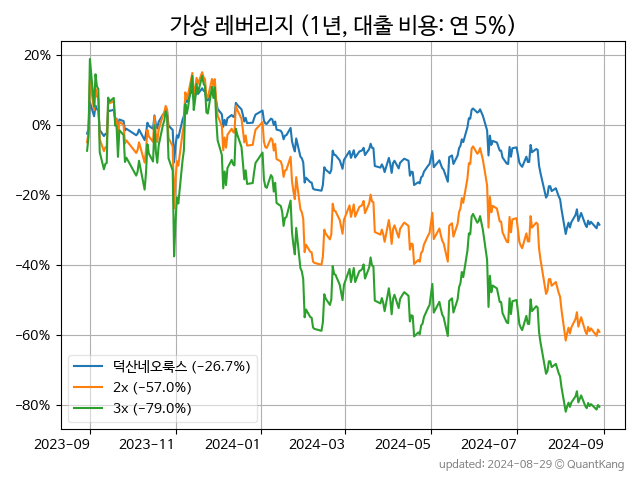 가상 레버리지 (1년, 대출 비용: 연 5%)
20%
0%
−20%
−40%
−60%
−80%
덕산네오룩스 (−26.7%)
2x (−57.0%)
3x (−79.0%)
2023-09 2023-11 2024-01 2024-03 2024-05 2024-07 2024-09
updated: 2024-08-29 © QuantKang